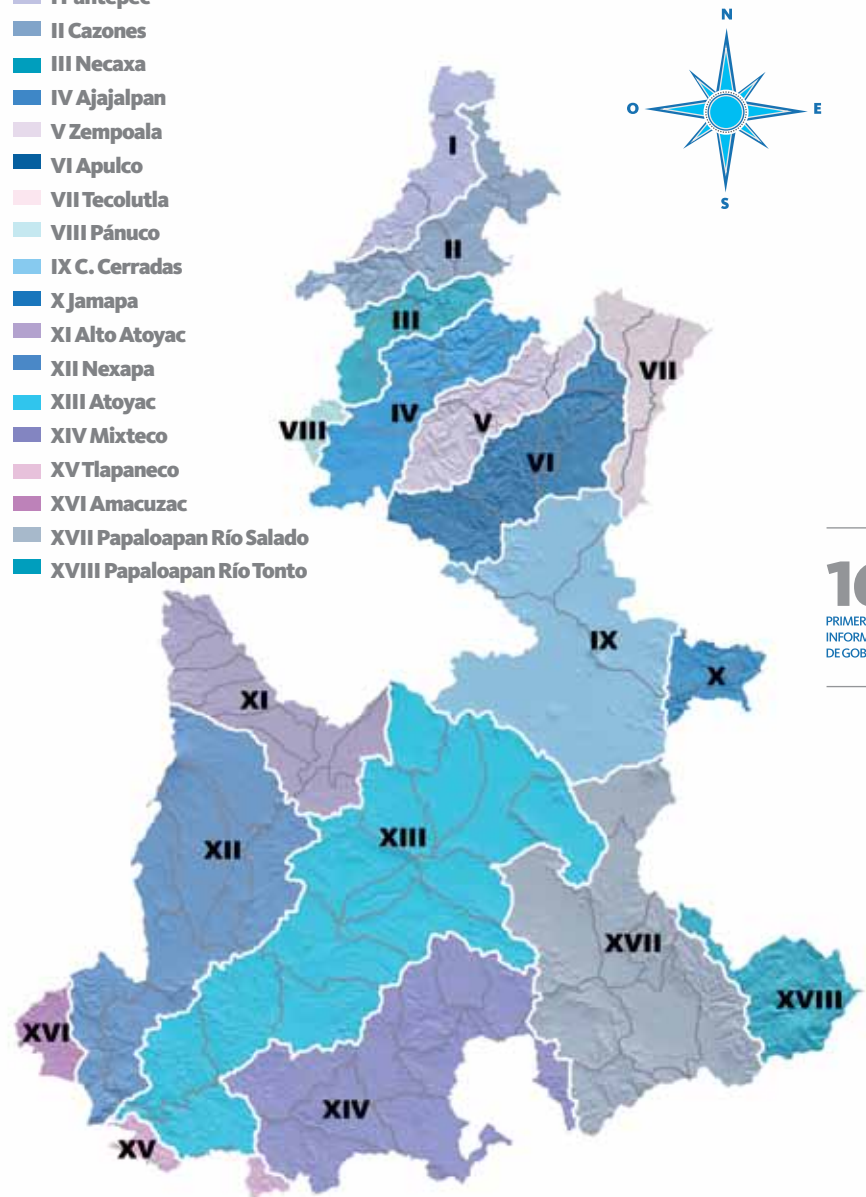 II Cazones
III Necaxa
IV Ajajalpan
V Zempoala
VI Apulco
VII Tecolutla
VIII Pánuco
IX C. Cerradas
X Jamapa
XI Alto Atoyac
XII Nexapa
XIII Atoyac
XIV Mixteco
XV Tlapaneco
XVI Amacuzac
XVII Papaloapan Río Salado
XVIII Papaloapan Río Tonto
N
O E
S
I
II
III
IV
V
VI
VII
VIII
IX
X
XI
XII
XIII
XIV
XV
XVI
XVII
XVIII
PRIMER